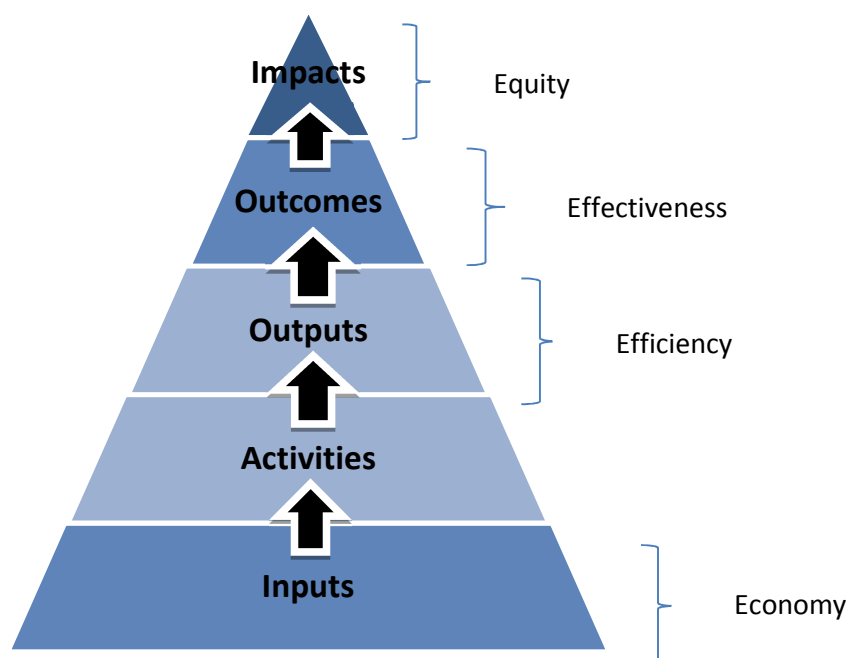 Impacts
Equity
Outcomes
Effectiveness
Outputs
Efficiency
Activities
Inputs
Economy